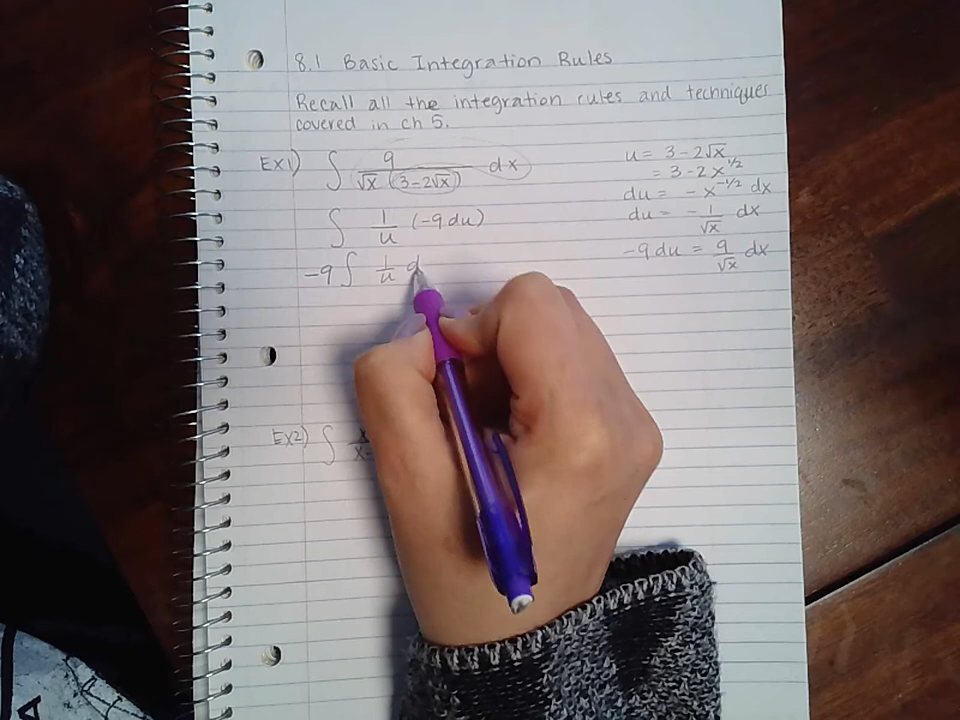 8.1 Basic Integration Rules
Recall all the integration rules and techniques
covered in ch 5.
EX1) ∫ 9/(√x (3-2√x)) dx
u = 3-2√x
= 3-2x^(1/2)
du = -x^(-1/2) dx
du = -1/√x dx
-9 du = 9/√x dx
∫ 1/u (-9du)
-9 ∫ 1/u d
EX2) ∫
A